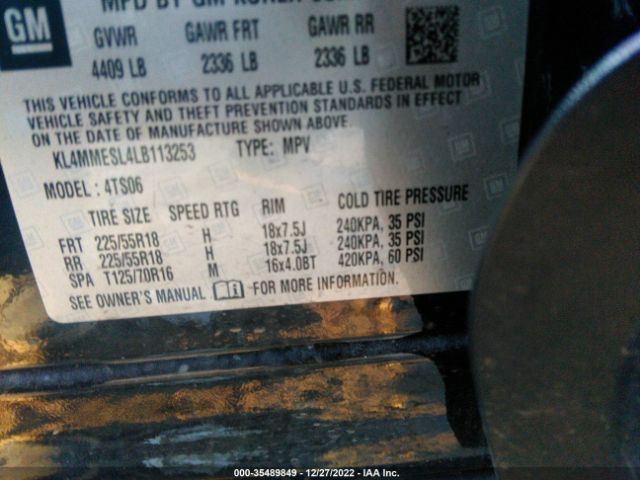 GM
MFD BY GM KOREA
GVWR GAWR FRT GAWR RR
4409 LB 2336 LB 2336 LB
THIS VEHICLE CONFORMS TO ALL APPLICABLE U.S. FEDERAL MOTOR
VEHICLE SAFETY AND THEFT PREVENTION STANDARDS IN EFFECT
ON THE DATE OF MANUFACTURE SHOWN ABOVE.
KL4MMESL4LB113253 TYPE: MPV
MODEL : 4TS06
TIRE SIZE SPEED RTG RIM COLD TIRE PRESSURE
FRT 225/55R18 H 18x7.5J 240KPA, 35 PSI
RR 225/55R18 H 18x7.5J 240KPA, 35 PSI
SPA T125/70R16 M 16x4.0BT 420KPA, 60 PSI
SEE OWNER'S MANUAL FOR MORE INFORMATION.
000-35489849 - 12/27/2022 - IAA Inc.